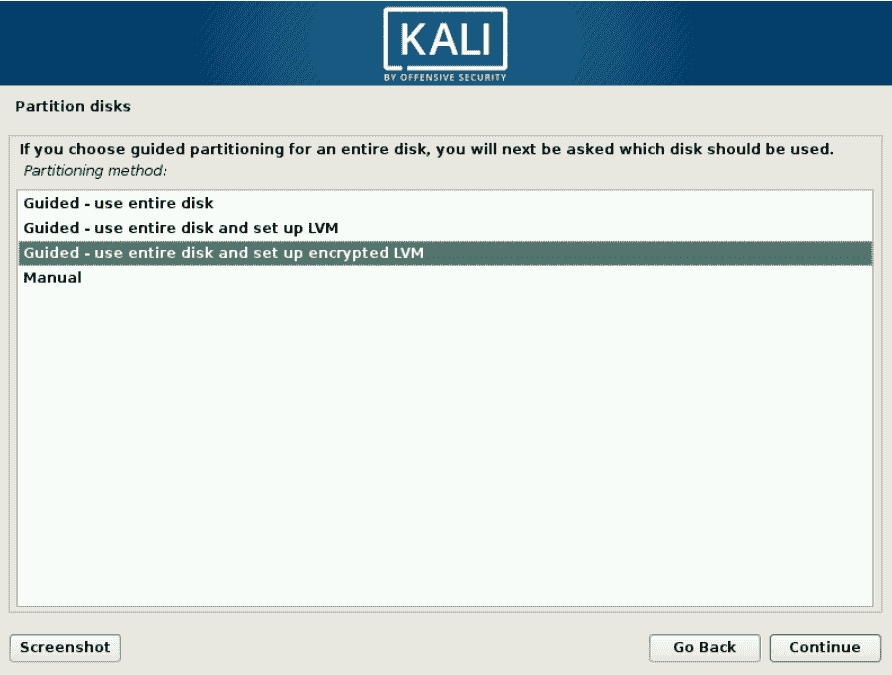 KALI
BY OFFENSIVE SECURITY
Partition disks
If you choose guided partitioning for an entire disk, you will next be asked which disk should be used.
Partitioning method:
Guided - use entire disk
Guided - use entire disk and set up LVM
Guided - use entire disk and set up encrypted LVM
Manual
Screenshot
Go Back
Continue